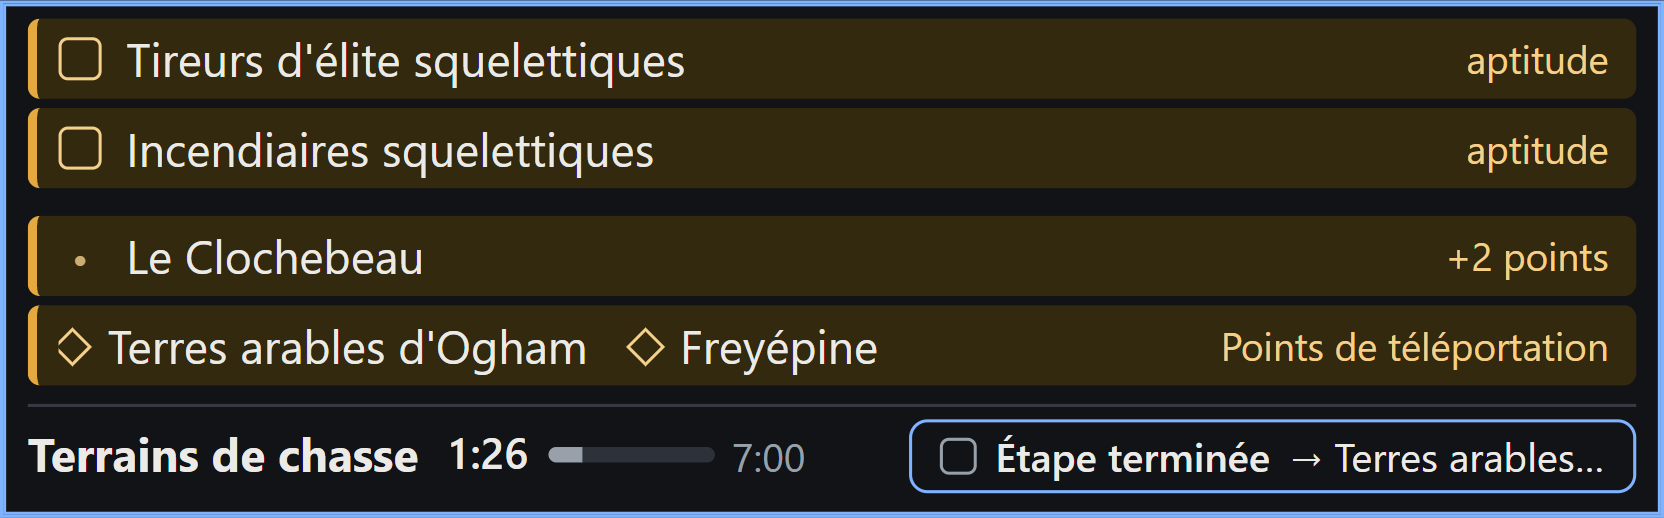 Tireurs d'élite squelettiques aptitude
Incendiaires squelettiques aptitude
Le Clochebeau +2 points
Terres arables d'Ogham Freyépine Points de téléportation
Terrains de chasse 1:26 7:00 Étape terminée → Terres arables...